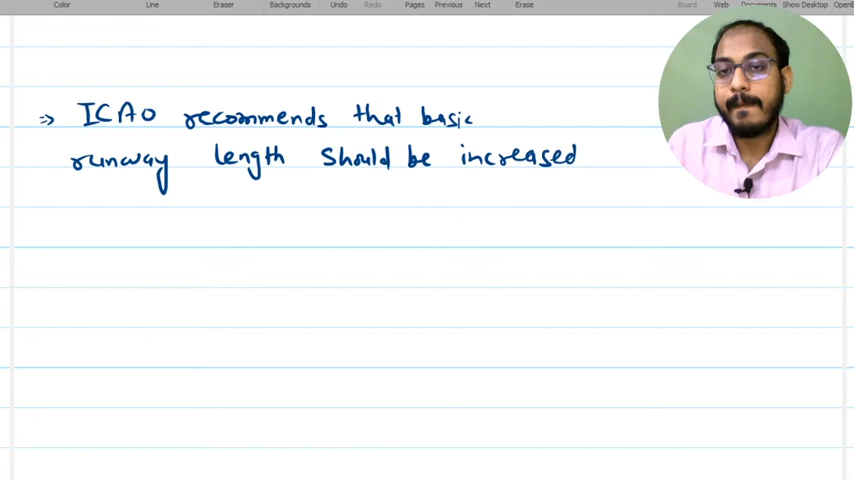 Color Line Eraser Backgrounds Undo Redo Pages Previous Next Erase Board Web Documents Show Desktop OpenB
⇒ ICAO recommends that basic
runway length should be increased